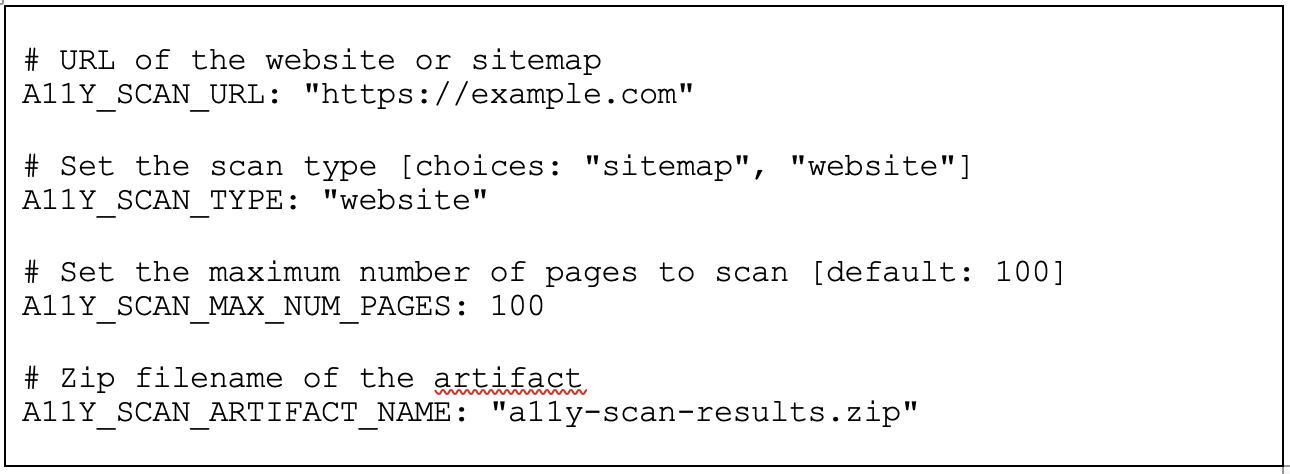 # URL of the website or sitemap
A11Y_SCAN_URL: "https://example.com"
# Set the scan type [choices: "sitemap", "website"]
A11Y_SCAN_TYPE: "website"
# Set the maximum number of pages to scan [default: 100]
A11Y_SCAN_MAX_NUM_PAGES: 100
# Zip filename of the artifact
A11Y_SCAN_ARTIFACT_NAME: "a11y-scan-results.zip"